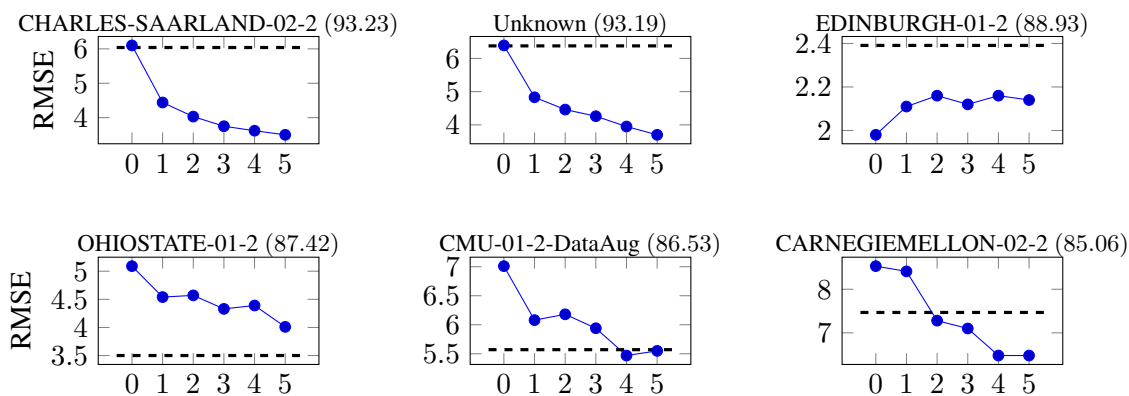 CHARLES-SAARLAND-02-2 (93.23)
RMSE
6
5
4
0 1 2 3 4 5
Unknown (93.19)
6
4
0 1 2 3 4 5
EDINBURGH-01-2 (88.93)
2.4
2.2
2
0 1 2 3 4 5
OHIOSTATE-01-2 (87.42)
RMSE
5
4.5
4
3.5
0 1 2 3 4 5
CMU-01-2-DataAug (86.53)
7
6.5
6
5.5
0 1 2 3 4 5
CARNEGIEMELLON-02-2 (85.06)
8
7
0 1 2 3 4 5